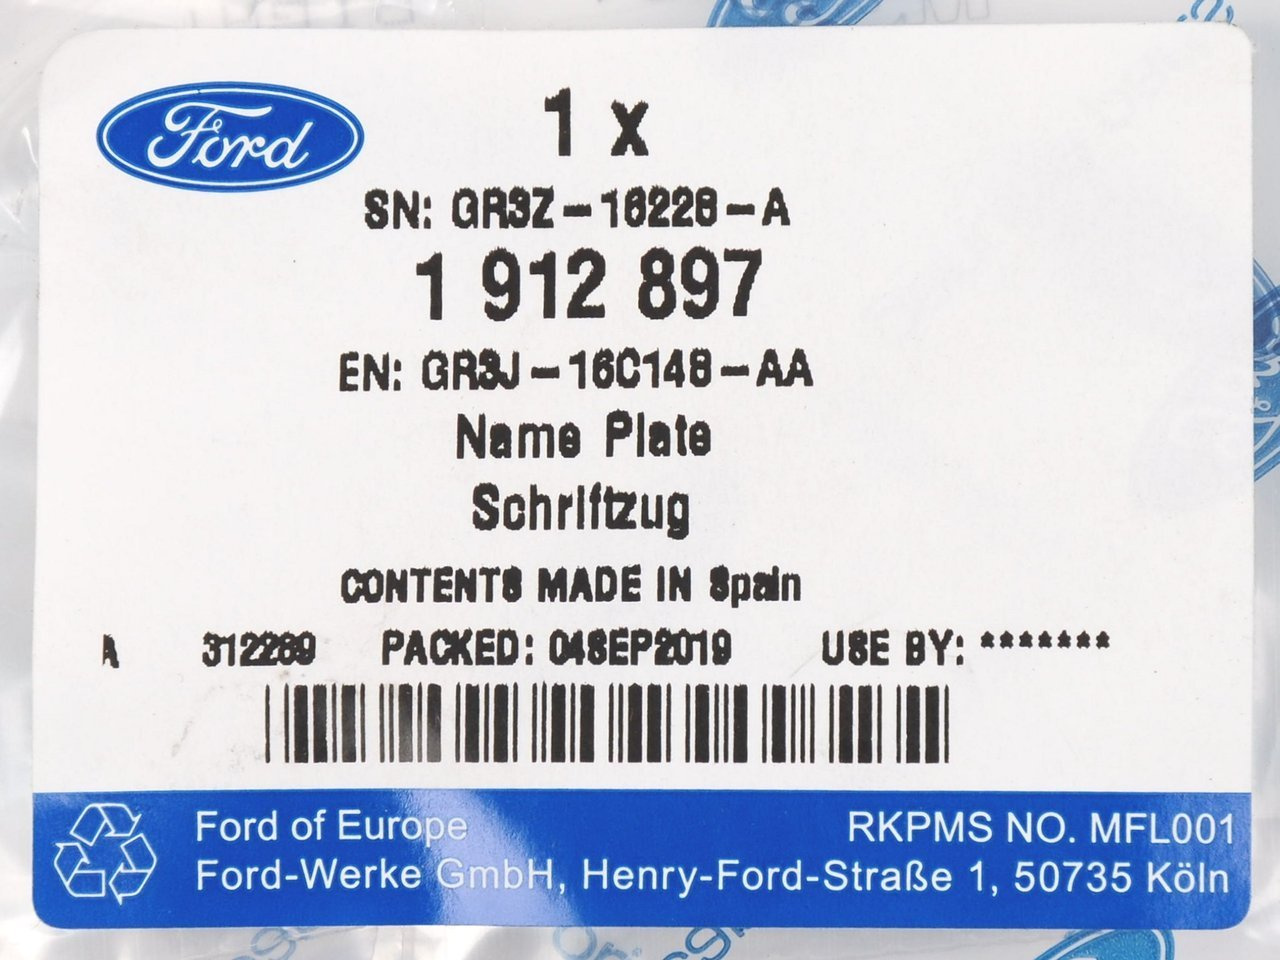 Ford
1 x
SN: GR3Z-16228-A
1 912 897
EN: GR3J-16C148-AA
Name Plate
Schriftzug
CONTENTS MADE IN Spain
A 312289 PACKED: 04SEP2019 USE BY: *******
Ford of Europe RKPMS NO. MFL001
Ford-Werke GmbH, Henry-Ford-Straße 1, 50735 Köln